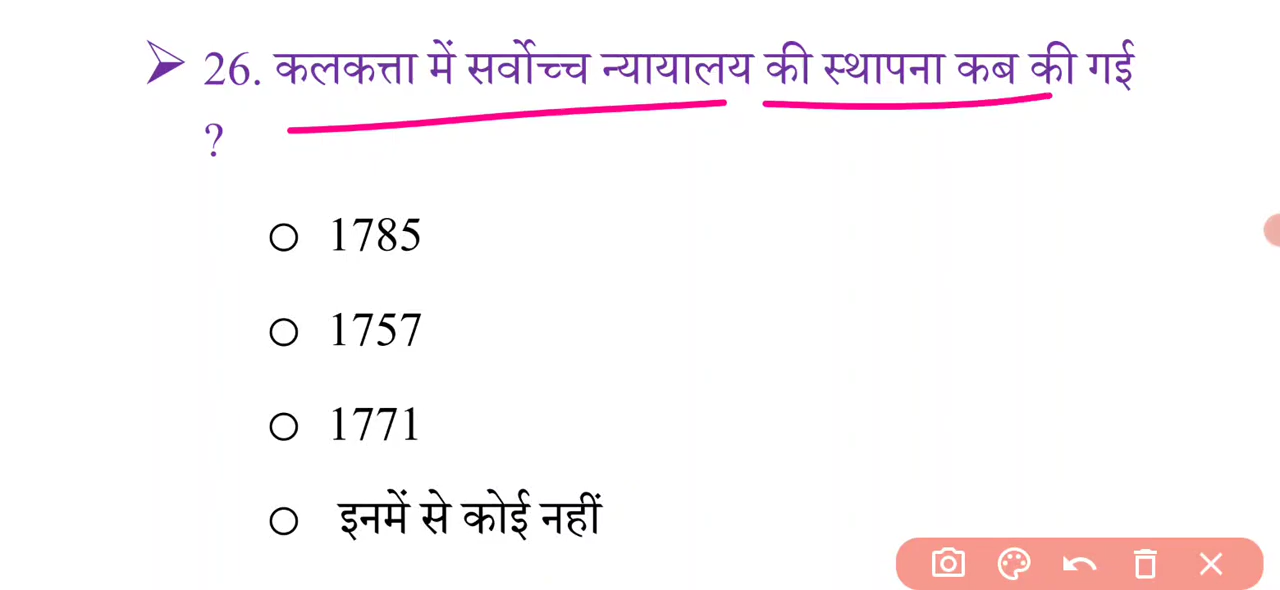 ➢ 26. कलकत्ता में सर्वोच्च न्यायालय की स्थापना कब की गई
?
○ 1785
○ 1757
○ 1771
○ इनमें से कोई नहीं